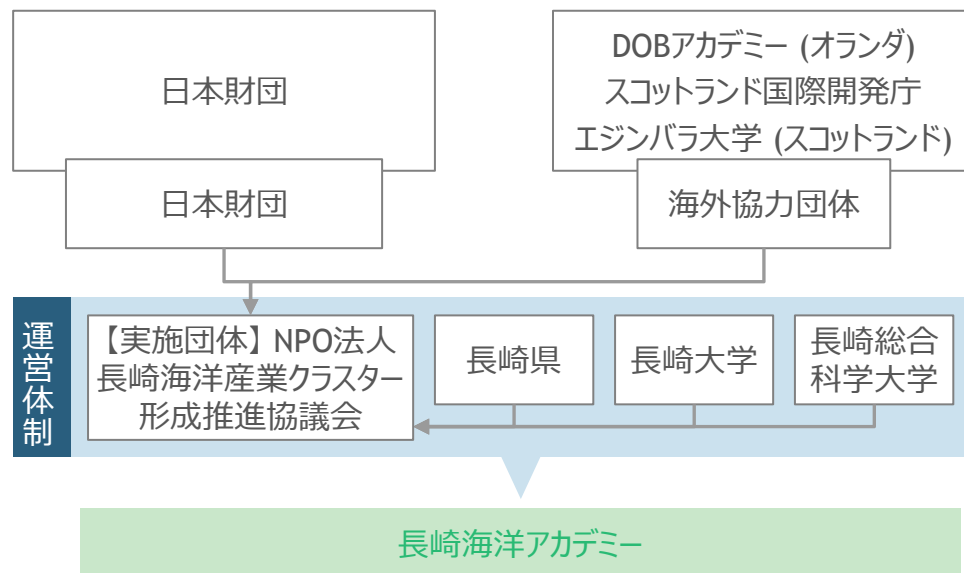 日本財団
DOBアカデミー (オランダ)
スコットランド国際開発庁
エジンバラ大学 (スコットランド)
日本財団
海外協力団体
運営体制
【実施団体】NPO法人
長崎海洋産業クラスター
形成推進協議会
長崎県
長崎大学
長崎総合
科学大学
長崎海洋アカデミー